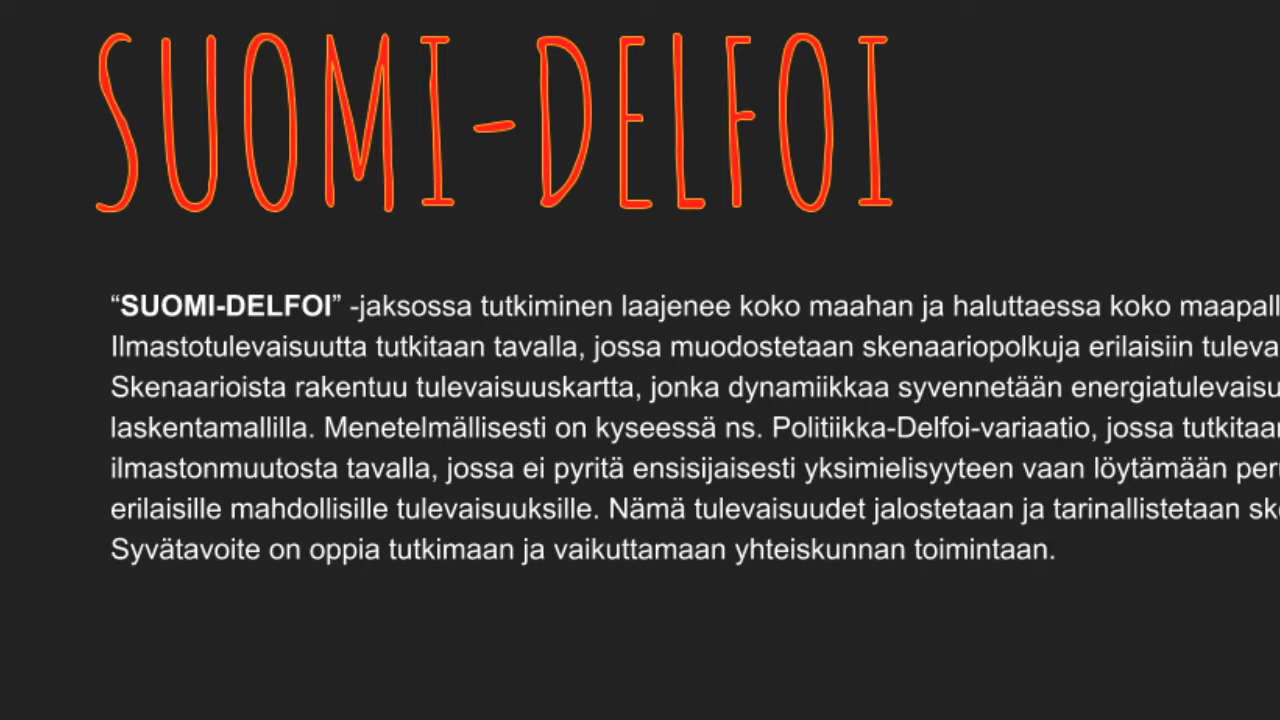 SUOMI-DELFOI
“SUOMI-DELFOI” -jaksossa tutkiminen laajenee koko maahan ja haluttaessa koko
Ilmastotulevaisuutta tutkitaan tavalla, jossa muodostetaan skenaariopolkuja erilaisiin
Skenaarioista rakentuu tulevaisuuskartta, jonka dynamiikkaa syvennetään
laskentamallilla. Menetelmällisesti on kyseessä ns. Politiikka-Delfoi-variaatio, jossa
ilmastonmuutosta tavalla, jossa ei pyritä ensisijaisesti yksimielisyyteen vaan löytämään
erilaisille mahdollisille tulevaisuuksille. Nämä tulevaisuudet jalostetaan ja tarinallistetaan
Syvätavoite on oppia tutkimaan ja vaikuttamaan yhteiskunnan toimintaan.